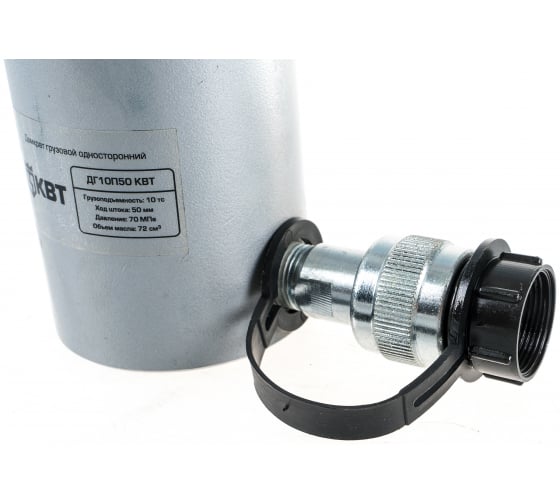 Домкрат грузовой односторонний
КВТ
ДГ10П50 КВТ
Грузоподъемность: 10 тс
Ход штока: 50 мм
Давление: 70 МПа
Объем масла: 72 см³